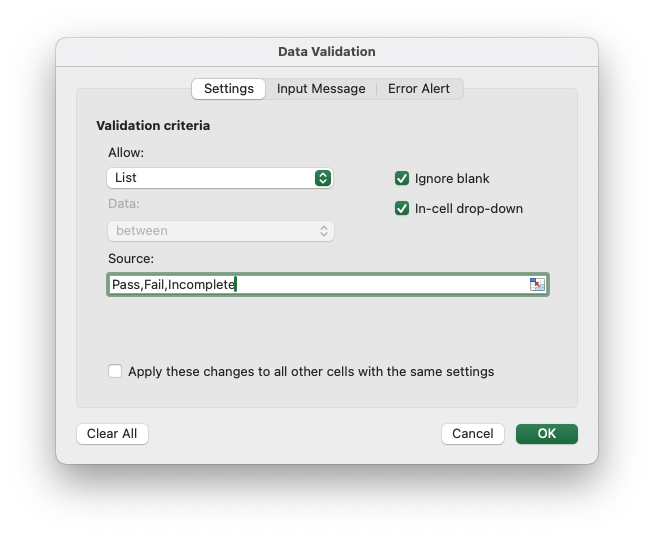 Data Validation
Settings Input Message Error Alert
Validation criteria
Allow:
List
Ignore blank
Data:
In-cell drop-down
between
Source:
Pass,Fail,Incomplete
Apply these changes to all other cells with the same settings
Clear All Cancel OK